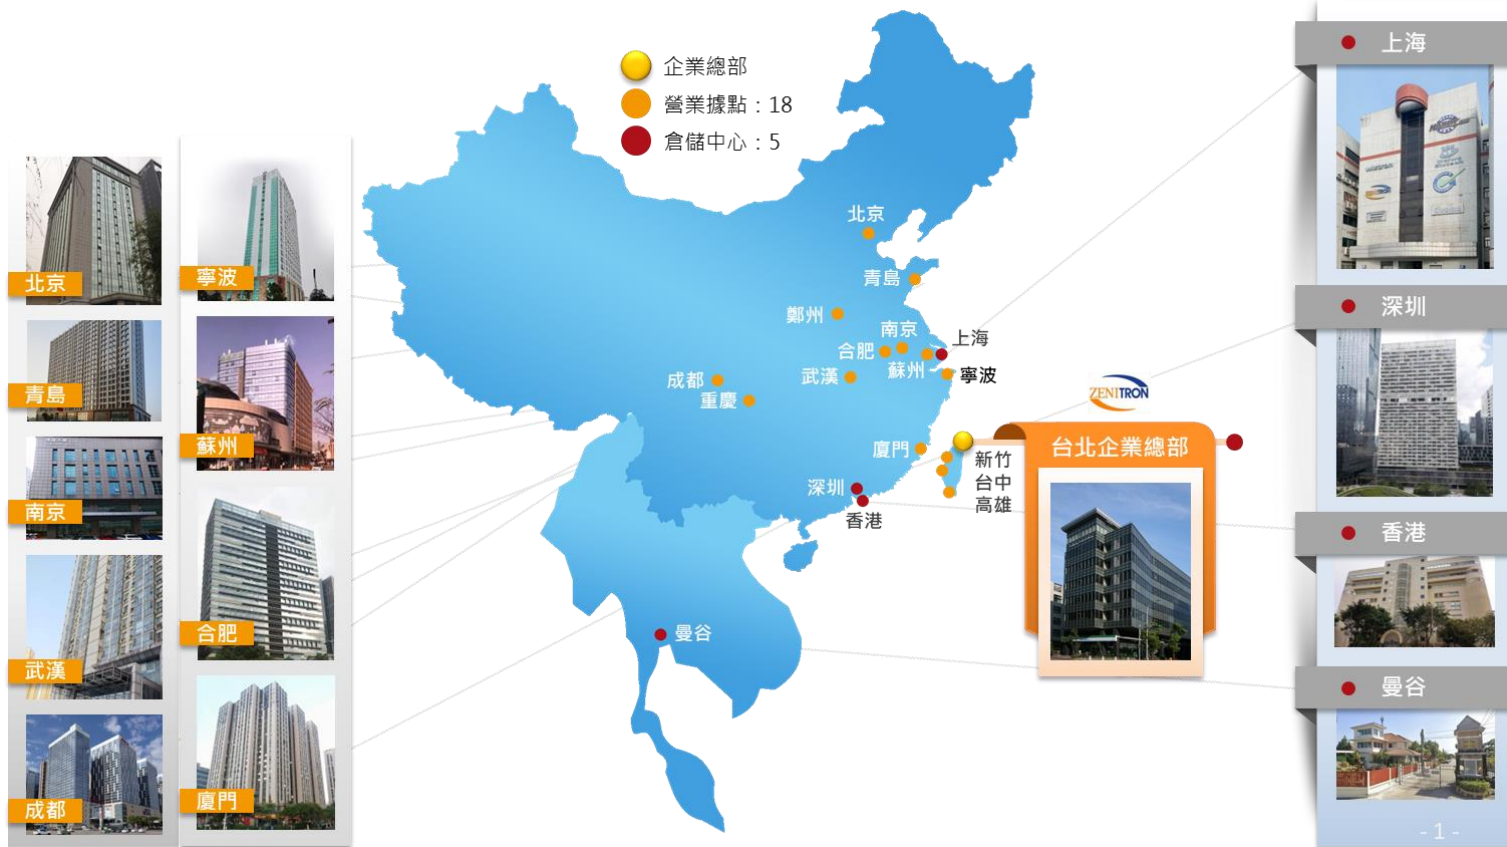 企業總部
營業據點：18
倉儲中心：5
北京
青島
南京
武漢
成都
寧波
蘇州
合肥
廈門
北京
青島
鄭州
南京
合肥
上海
蘇州
武漢
寧波
成都
重慶
廈門
深圳
香港
新竹
台中
高雄
曼谷
ZENITRON
台北企業總部
上海
深圳
香港
曼谷
- 1 -